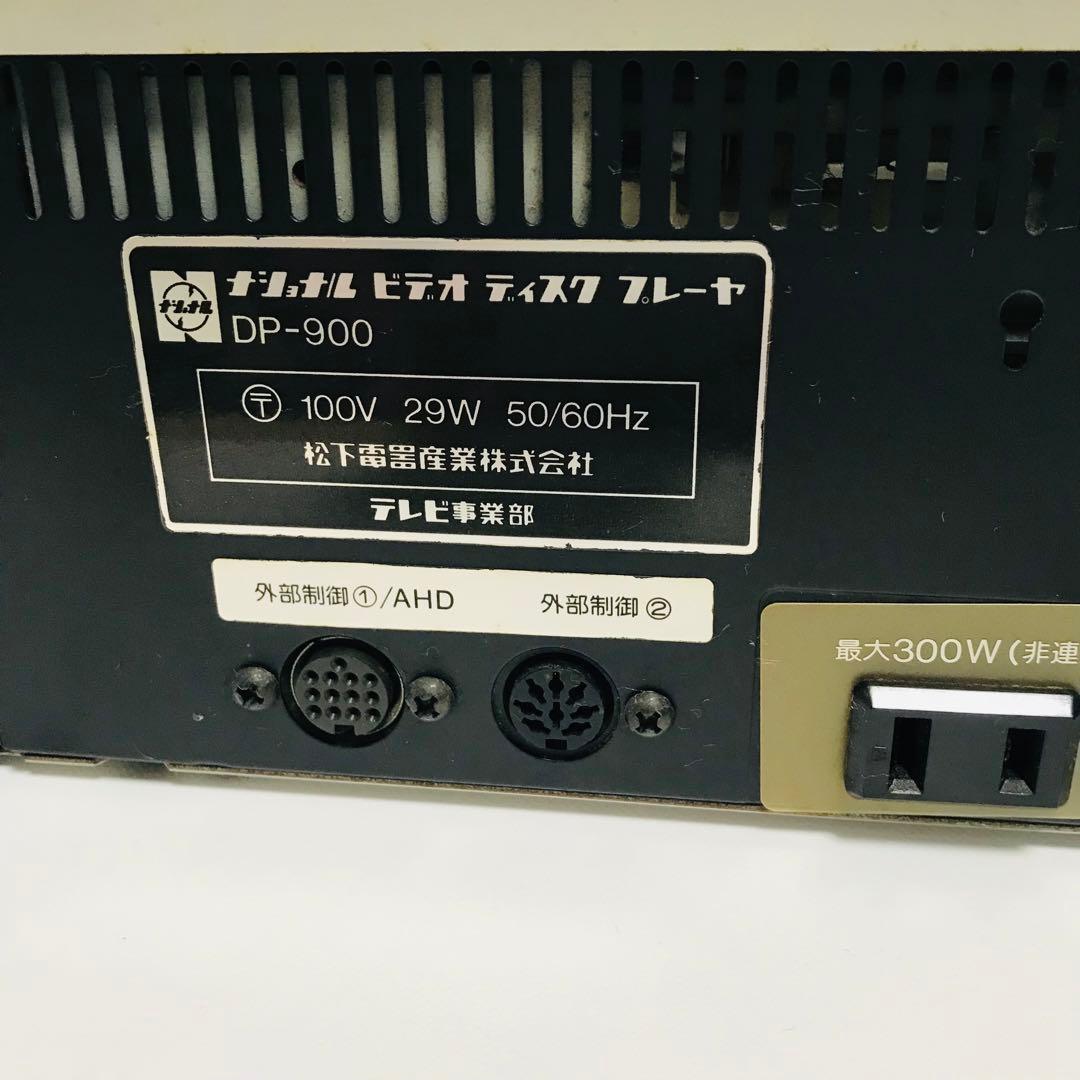 ナショナル
ナショナル ビデオ ディスク プレーヤ
DP-900
〒 100V 29W 50/60Hz
松下電器産業株式会社
テレビ事業部
外部制御①/AHD 外部制御②
最大300W(非連